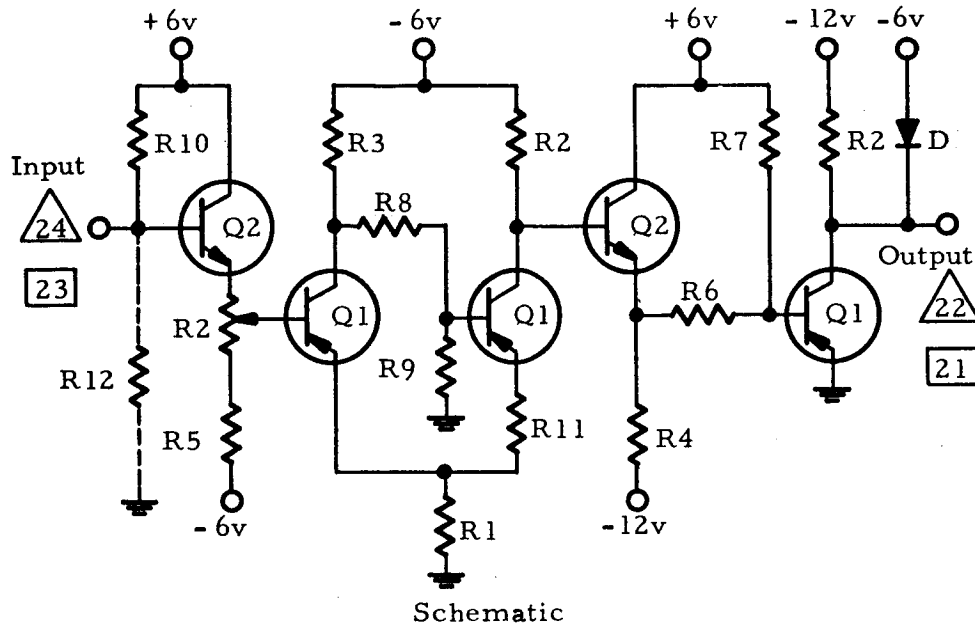 + 6v
- 6v
+ 6v
- 12v
- 6v
R10
R3
R2
R7
R2
D
Input
24
23
R8
Q2
Q2
Output
22
21
R2
Q1
Q1
R6
Q1
R12
R9
R5
R11
R4
- 6v
R1
-12v
Schematic